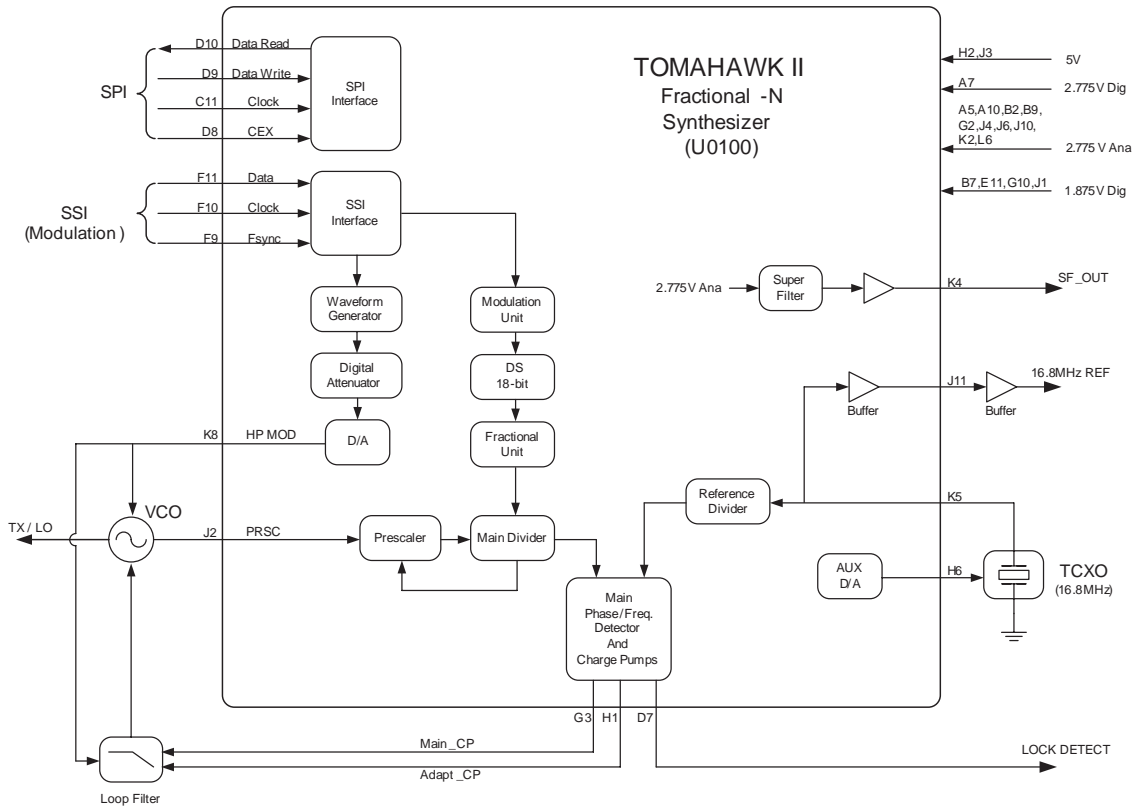 TOMAHAWK II
Fractional -N
Synthesizer
(U0100)
SPI
D10 Data Read
D9 Data Write
C11 Clock
D8 CEX
SPI
Interface
SSI
(Modulation )
F11 Data
F10 Clock
F9 Fsync
SSI
Interface
H2,J3
5V
A7
2.775V Dig
A5,A10,B2,B9,
G2,J4,J6,J10,
K2,L6
2.775V Ana
B7,E11,G10,J1
1.875V Dig
Waveform
Generator
Digital
Attenuator
D/A
K8 HP MOD
Modulation
Unit
DS
18-bit
Fractional
Unit
2.775V Ana
Super
Filter
K4
SF_OUT
Buffer
J11
Buffer
16.8MHz REF
K5
Reference
Divider
TX / LO
VCO
J2 PRSC
Prescaler
Main Divider
AUX
D/A
H6
TCXO
(16.8MHz)
Main
Phase/Freq.
Detector
And
Charge Pumps
G3 H1 D7
Main_CP
Adapt_CP
LOCK DETECT
Loop Filter